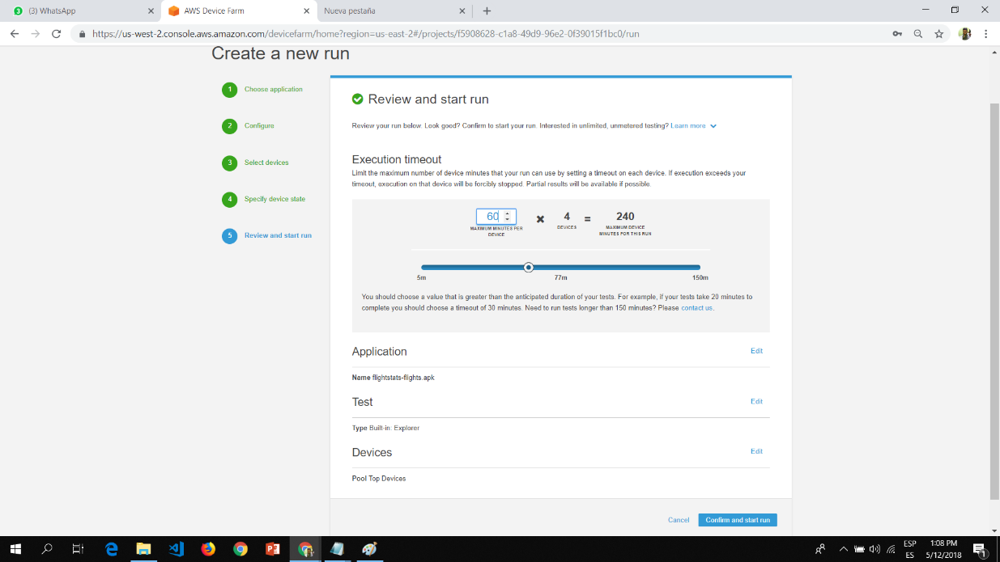 (3) WhatsApp
AWS Device Farm
Nueva pestaña
https://us-west-2.console.aws.amazon.com/devicefarm/home?region=us-east-2#/projects/f5908628-c1a8-49d9-96e2-0f39015f1bc0/run
Create a new run
1 Choose application
2 Configure
3 Select devices
4 Specify device state
5 Review and start run
Review and start run
Review your run below. Look good? Confirm to start your run. Interested in unlimited, unmetered testing? Learn more
Execution timeout
Limit the maximum number of device minutes that your run can use by setting a timeout on each device. If execution exceeds your
timeout, execution on that device will be forcibly stopped. Partial results will be available if possible.
60 × 4 = 240
MAXIMUM MINUTES PER DEVICE
DEVICES
MAXIMUM DEVICE MINUTES FOR THIS RUN
5m 77m 150m
You should choose a value that is greater than the anticipated duration of your tests. For example, if your tests take 20 minutes to
complete you should choose a timeout of 30 minutes. Need to run tests longer than 150 minutes? Please contact us.
Application Edit
Name flightstats-flights.apk
Test Edit
Type Built-in: Explorer
Devices Edit
Pool Top Devices
Cancel Confirm and start run
ESP
ES
1:08 PM
5/12/2018
1